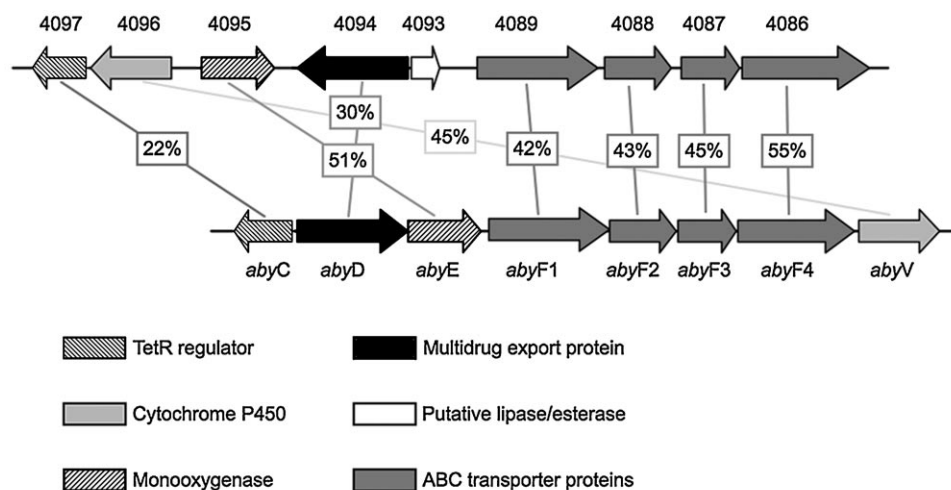 4097 4096 4095 4094 4093 4089 4088 4087 4086
30%
45%
22% 51% 42% 43% 45% 55%
abyC abyD abyE abyF1 abyF2 abyF3 abyF4 abyV
TetR regulator Multidrug export protein
Cytochrome P450 Putative lipase/esterase
Monooxygenase ABC transporter proteins